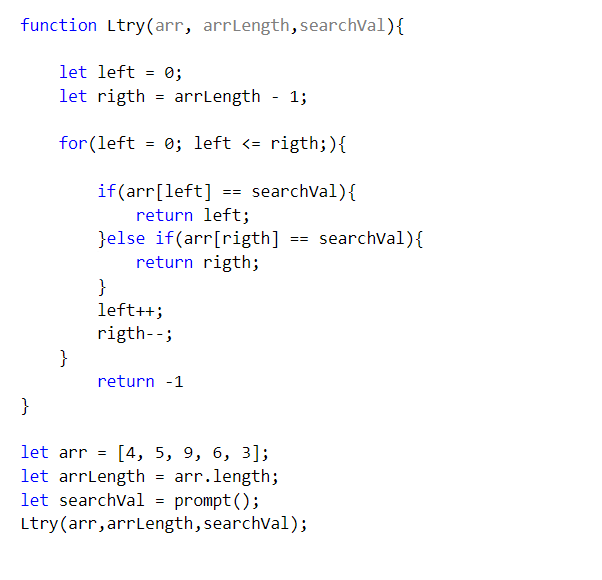 function Ltry(arr, arrLength,searchVal){
let left = 0;
let rigth = arrLength - 1;
for(left = 0; left <= rigth;){
if(arr[left] == searchVal){
return left;
}else if(arr[rigth] == searchVal){
return rigth;
}
left++;
rigth--;
}
return -1
}
let arr = [4, 5, 9, 6, 3];
let arrLength = arr.length;
let searchVal = prompt();
Ltry(arr,arrLength,searchVal);